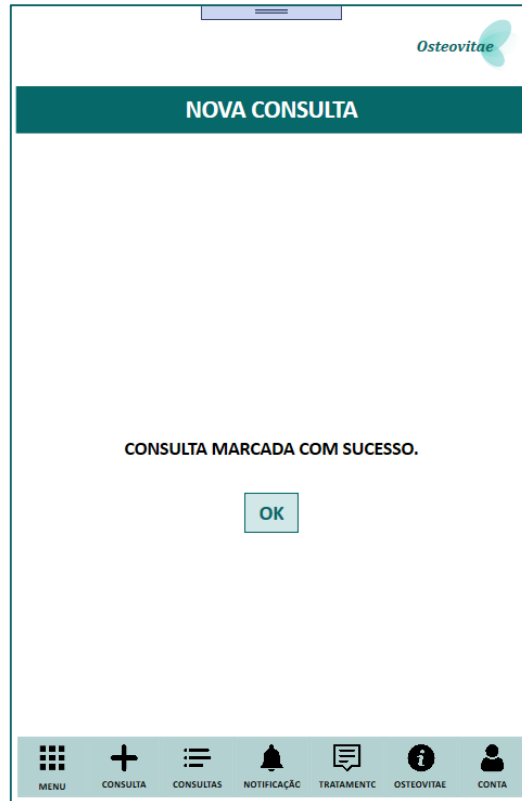 Osteovitae
NOVA CONSULTA
CONSULTA MARCADA COM SUCESSO.
OK
MENU
CONSULTA
CONSULTAS
NOTIFICAÇÃO
TRATAMENTC
OSTEOVITAE
CONTA